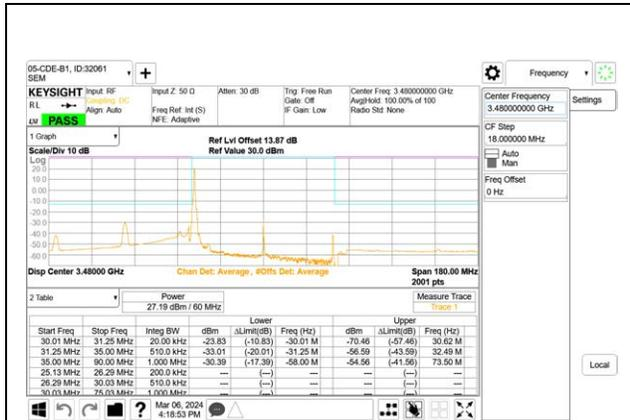 05-CDE-B1, ID:32061
SEM
Frequency
KEYSIGHT
RL
LNI
PASS
Input: RF
Coupling: DC
Align: Auto
Input Z: 50 Ω
Freq Ref: Int (S)
NFE: Adaptive
Atten: 30 dB
Trig: Free Run
Gate: Off
IF Gain: Low
Center Freq: 3.480000000 GHz
Avg|Hold: 100.00% of 100
Radio Std: None
Center Frequency
3.480000000 GHz
Settings
CF Step
18.000000 MHz
Auto
Man
Freq Offset
0 Hz
1 Graph
Scale/Div 10 dB
Ref Lvl Offset 13.87 dB
Ref Value 30.0 dBm
Log
20.0
10.0
0.00
-10.0
-20.0
-30.0
-40.0
-50.0
-60.0
Disp Center 3.48000 GHz
Chan Det: Average , #Offs Det: Average
Span 180.00 MHz
2001 pts
2 Table
Power
27.19 dBm / 60 MHz
Measure Trace
Trace 1
Lower Upper
Start Freq Stop Freq Integ BW dBm ΔLimit(dB) Freq (Hz) dBm ΔLimit(dB) Freq (Hz)
30.01 MHz 31.25 MHz 20.00 kHz -23.83 (-10.83) -30.01 M -70.46 (-57.46) 30.62 M
31.25 MHz 35.00 MHz 510.0 kHz -33.01 (-20.01) -31.25 M -56.59 (-43.59) 32.49 M
35.00 MHz 90.00 MHz 1.000 MHz -30.39 (-17.39) -58.00 M -54.56 (-41.56) 73.50 M
25.13 MHz 26.29 MHz 200.0 kHz --- (---) --- (---)
26.29 MHz 30.03 MHz 510.0 kHz --- (---) --- (---)
30.03 MHz 75.03 MHz 1.000 MHz --- (---) --- (---)
Local
Mar 06, 2024
4:18:53 PM